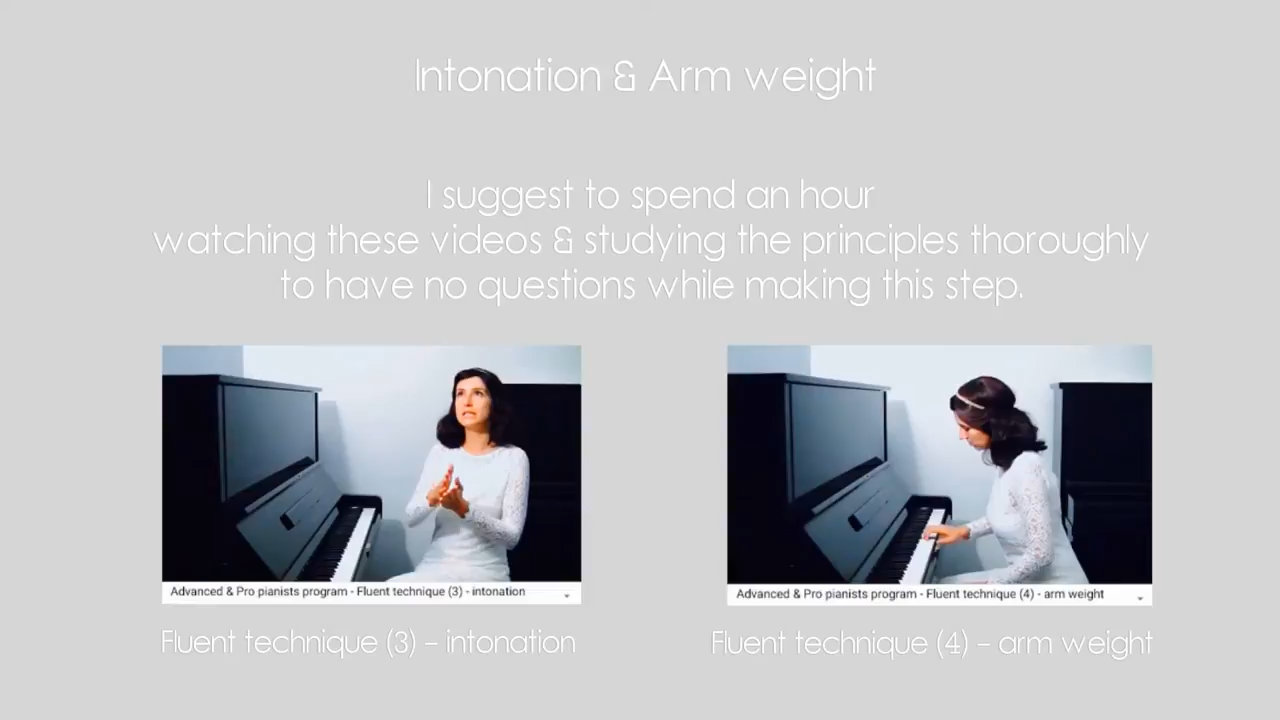 Intonation & Arm weight
I suggest to spend an hour
watching these videos & studying the principles thoroughly
to have no questions while making this step.
Advanced & Pro pianists program - Fluent technique (3) - intonation
Advanced & Pro pianists program - Fluent technique (4) - arm weight
Fluent technique (3) – intonation
Fluent technique (4) – arm weight